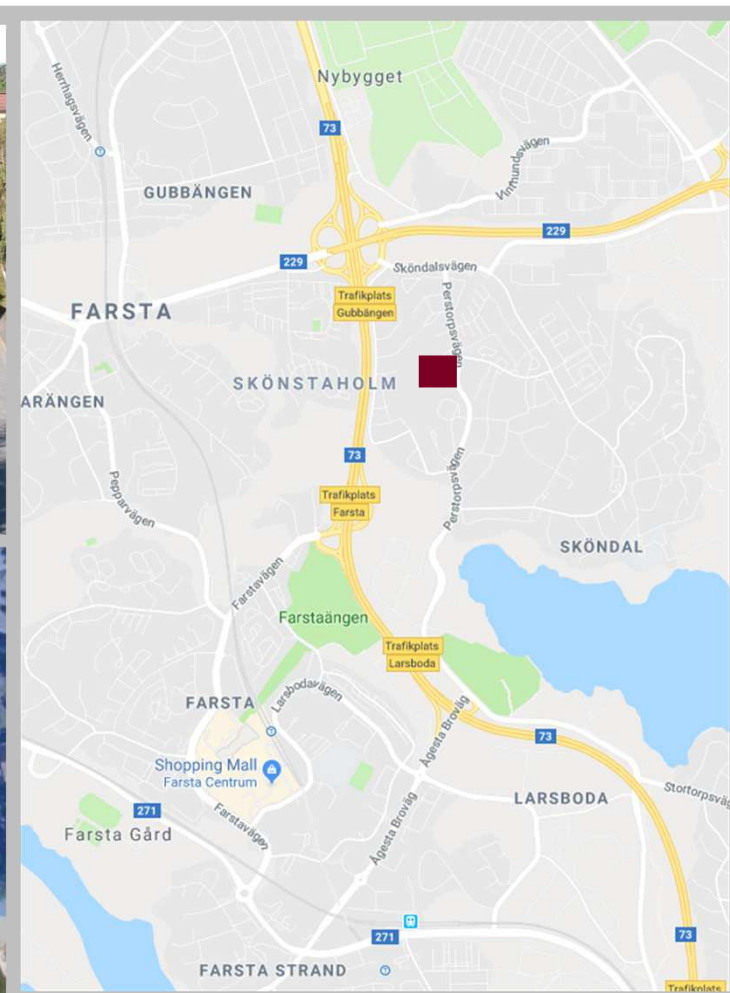 Herrhagsvägen
Nybygget
73
GUBBÄNGEN
229
229
Sköndalsvägen
FARSTA
Trafikplats
Gubbängen
Perstorpsvägen
SKÖNSTAHOLM
ARÄNGEN
73
Pepparvägen
Trafikplats
Farsta
Perstorpsvägen
SKÖNDAL
Farstavägen
Farstaängen
Trafikplats
Larsboda
FARSTA
Larsbodavägen
Ågesta Broväg
73
Shopping Mall
Farsta Centrum
Stortorpsväg
LARSBODA
271
Farstavägen
Farsta Gård
Ågesta Broväg
271
73
FARSTA STRAND
Trafikplats